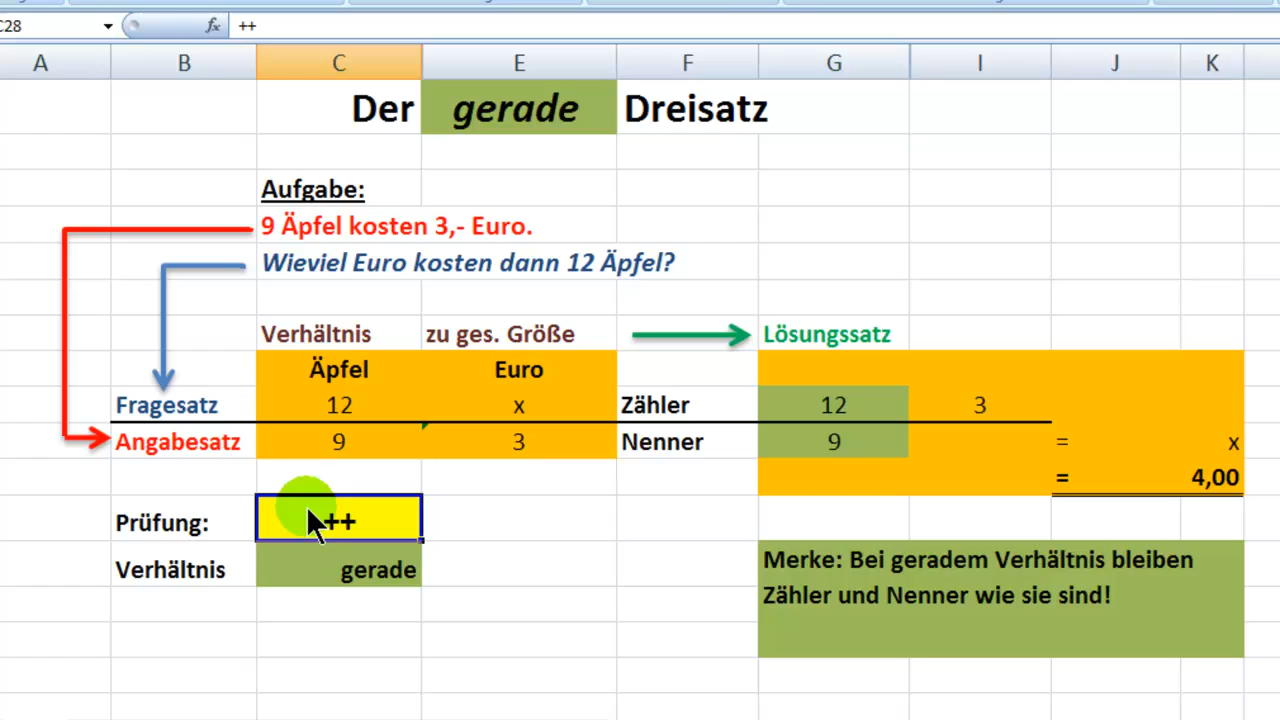 C28 fx ++
A B C E F G I J K
Der gerade Dreisatz
Aufgabe:
9 Äpfel kosten 3,- Euro.
Wieviel Euro kosten dann 12 Äpfel?
Verhältnis zu ges. Größe Lösungssatz
Äpfel Euro
Fragesatz 12 x Zähler 12 3
Angabesatz 9 3 Nenner 9 = x
= 4,00
Prüfung: ++
Verhältnis gerade
Merke: Bei geradem Verhältnis bleiben
Zähler und Nenner wie sie sind!